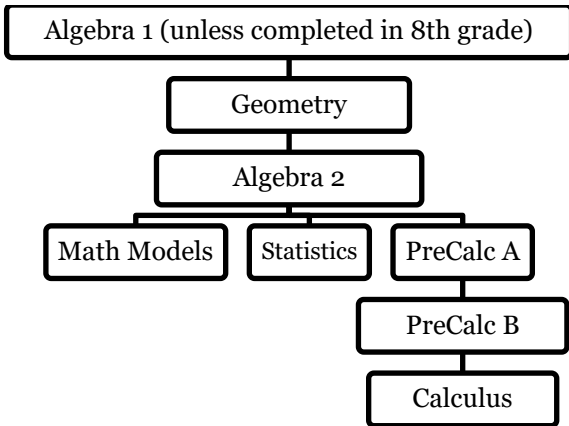 Algebra 1 (unless completed in 8th grade)
Geometry
Algebra 2
Math Models
Statistics
PreCalc A
PreCalc B
Calculus